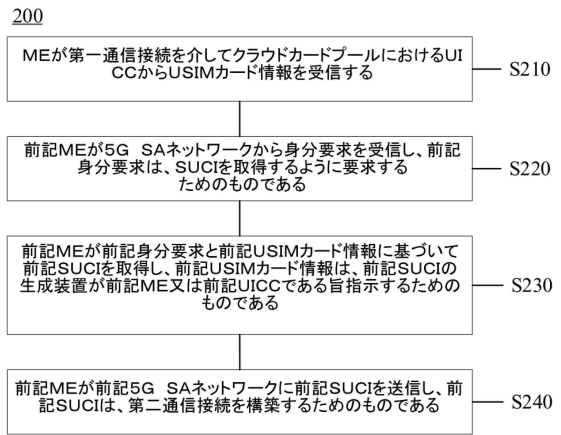 200
MEが第一通信接続を介してクラウドカードプールにおけるUI
CCからUSIMカード情報を受信する
S210
前記MEが5G SAネットワークから身分要求を受信し、前記
身分要求は、SUCIを取得するように要求する
ためのものである
S220
前記MEが前記身分要求と前記USIMカード情報に基づいて
前記SUCIを取得し、前記USIMカード情報は、前記SUCIの
生成装置が前記ME又は前記UICCである旨指示するための
ものである
S230
前記MEが前記5G SAネットワークに前記SUCIを送信し、前
記SUCIは、第二通信接続を構築するためのものである
S240